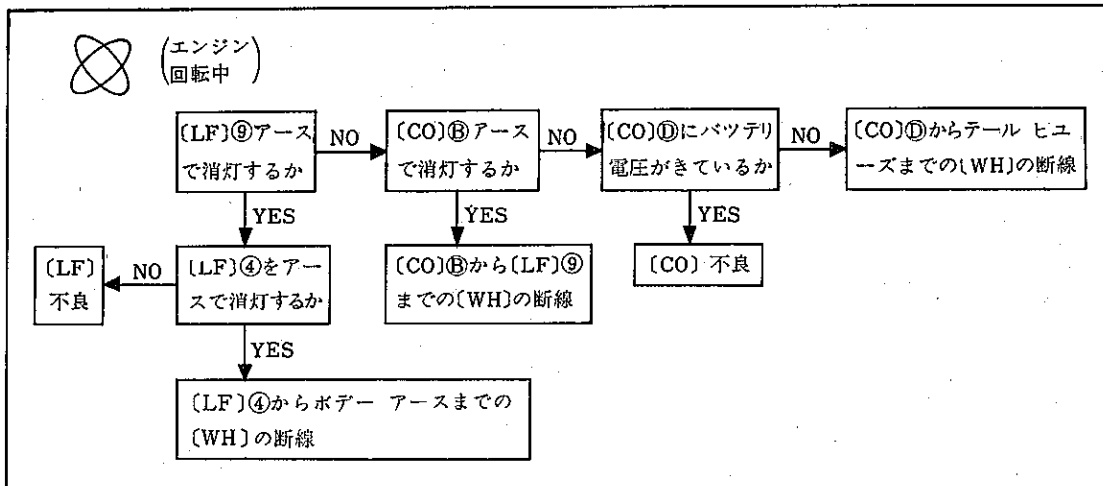 (エンジン
回転中)
〔LF〕⑨アース
で消灯するか
NO
〔CO〕Ⓑアース
で消灯するか
NO
〔CO〕Ⓓにバツテリ
電圧がきているか
NO
〔CO〕Ⓓからテール ヒユ
ーズまでの〔WH〕の断線
YES
YES
YES
〔LF〕
不良
NO
〔LF〕④をアー
スで消灯するか
〔CO〕Ⓑから〔LF〕⑨
までの〔WH〕の断線
〔CO〕不良
YES
〔LF〕④からボデー アースまでの
〔WH〕の断線